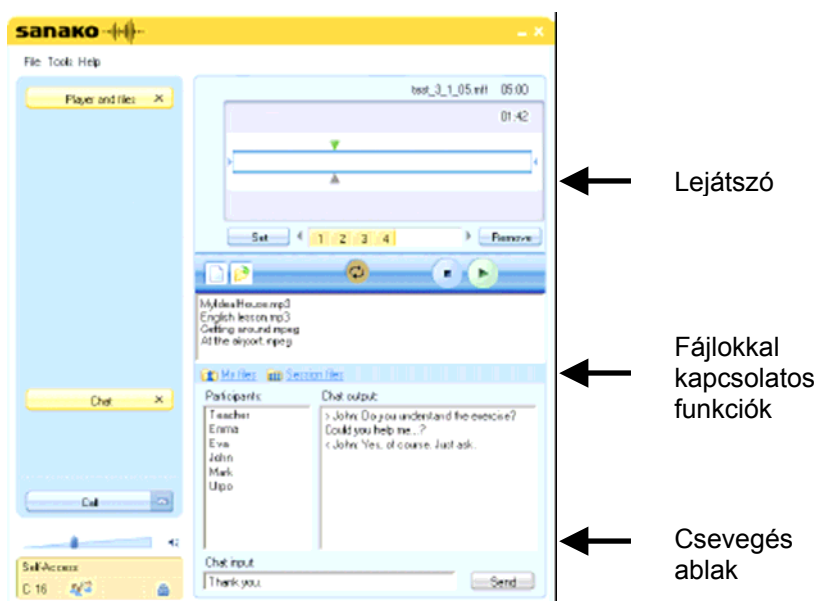 sanako
File Tools Help
Player and files
test_3_1_05.mff 05:00
01:42
Set 1 2 3 4 Remove
MyIdealHouse.mp3
English lesson.mp3
Getting around.mpeg
At the airport.mpeg
My files Session files
Chat
Participants:
Teacher
Emma
Eva
John
Mark
Ulpo
Chat output:
> John: Do you understand the exercise?
Could you help me...?
< John: Yes, of course. Just ask.
Call
Self-Access
C 16
Chat input
Thank you.
Send
Lejátszó
Fájlokkal
kapcsolatos
funkciók
Csevegés
ablak